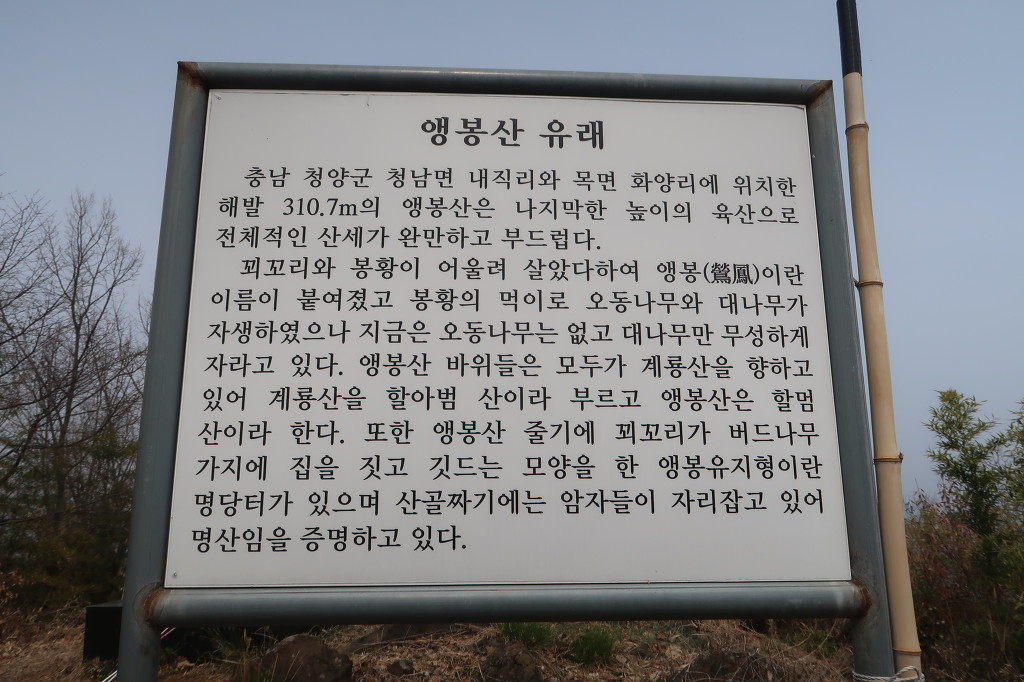 앵봉산 유래
충남 청양군 청남면 내직리와 목면 화양리에 위치한
해발 310.7m의 앵봉산은 나지막한 높이의 육산으로
전체적인 산세가 완만하고 부드럽다.
꾀꼬리와 봉황이 어울려 살았다하여 앵봉(鶯鳳)이란
이름이 붙여졌고 봉황의 먹이로 오동나무와 대나무가
자생하였으나 지금은 오동나무는 없고 대나무만 무성하게
자라고 있다. 앵봉산 바위들은 모두가 계룡산을 향하고
있어 계룡산을 할아범 산이라 부르고 앵봉산은 할멈
산이라 한다. 또한 앵봉산 줄기에 꾀꼬리가 버드나무
가지에 집을 짓고 깃드는 모양을 한 앵봉유지형이란
명당터가 있으며 산골짜기에는 암자들이 자리잡고 있어
명산임을 증명하고 있다.